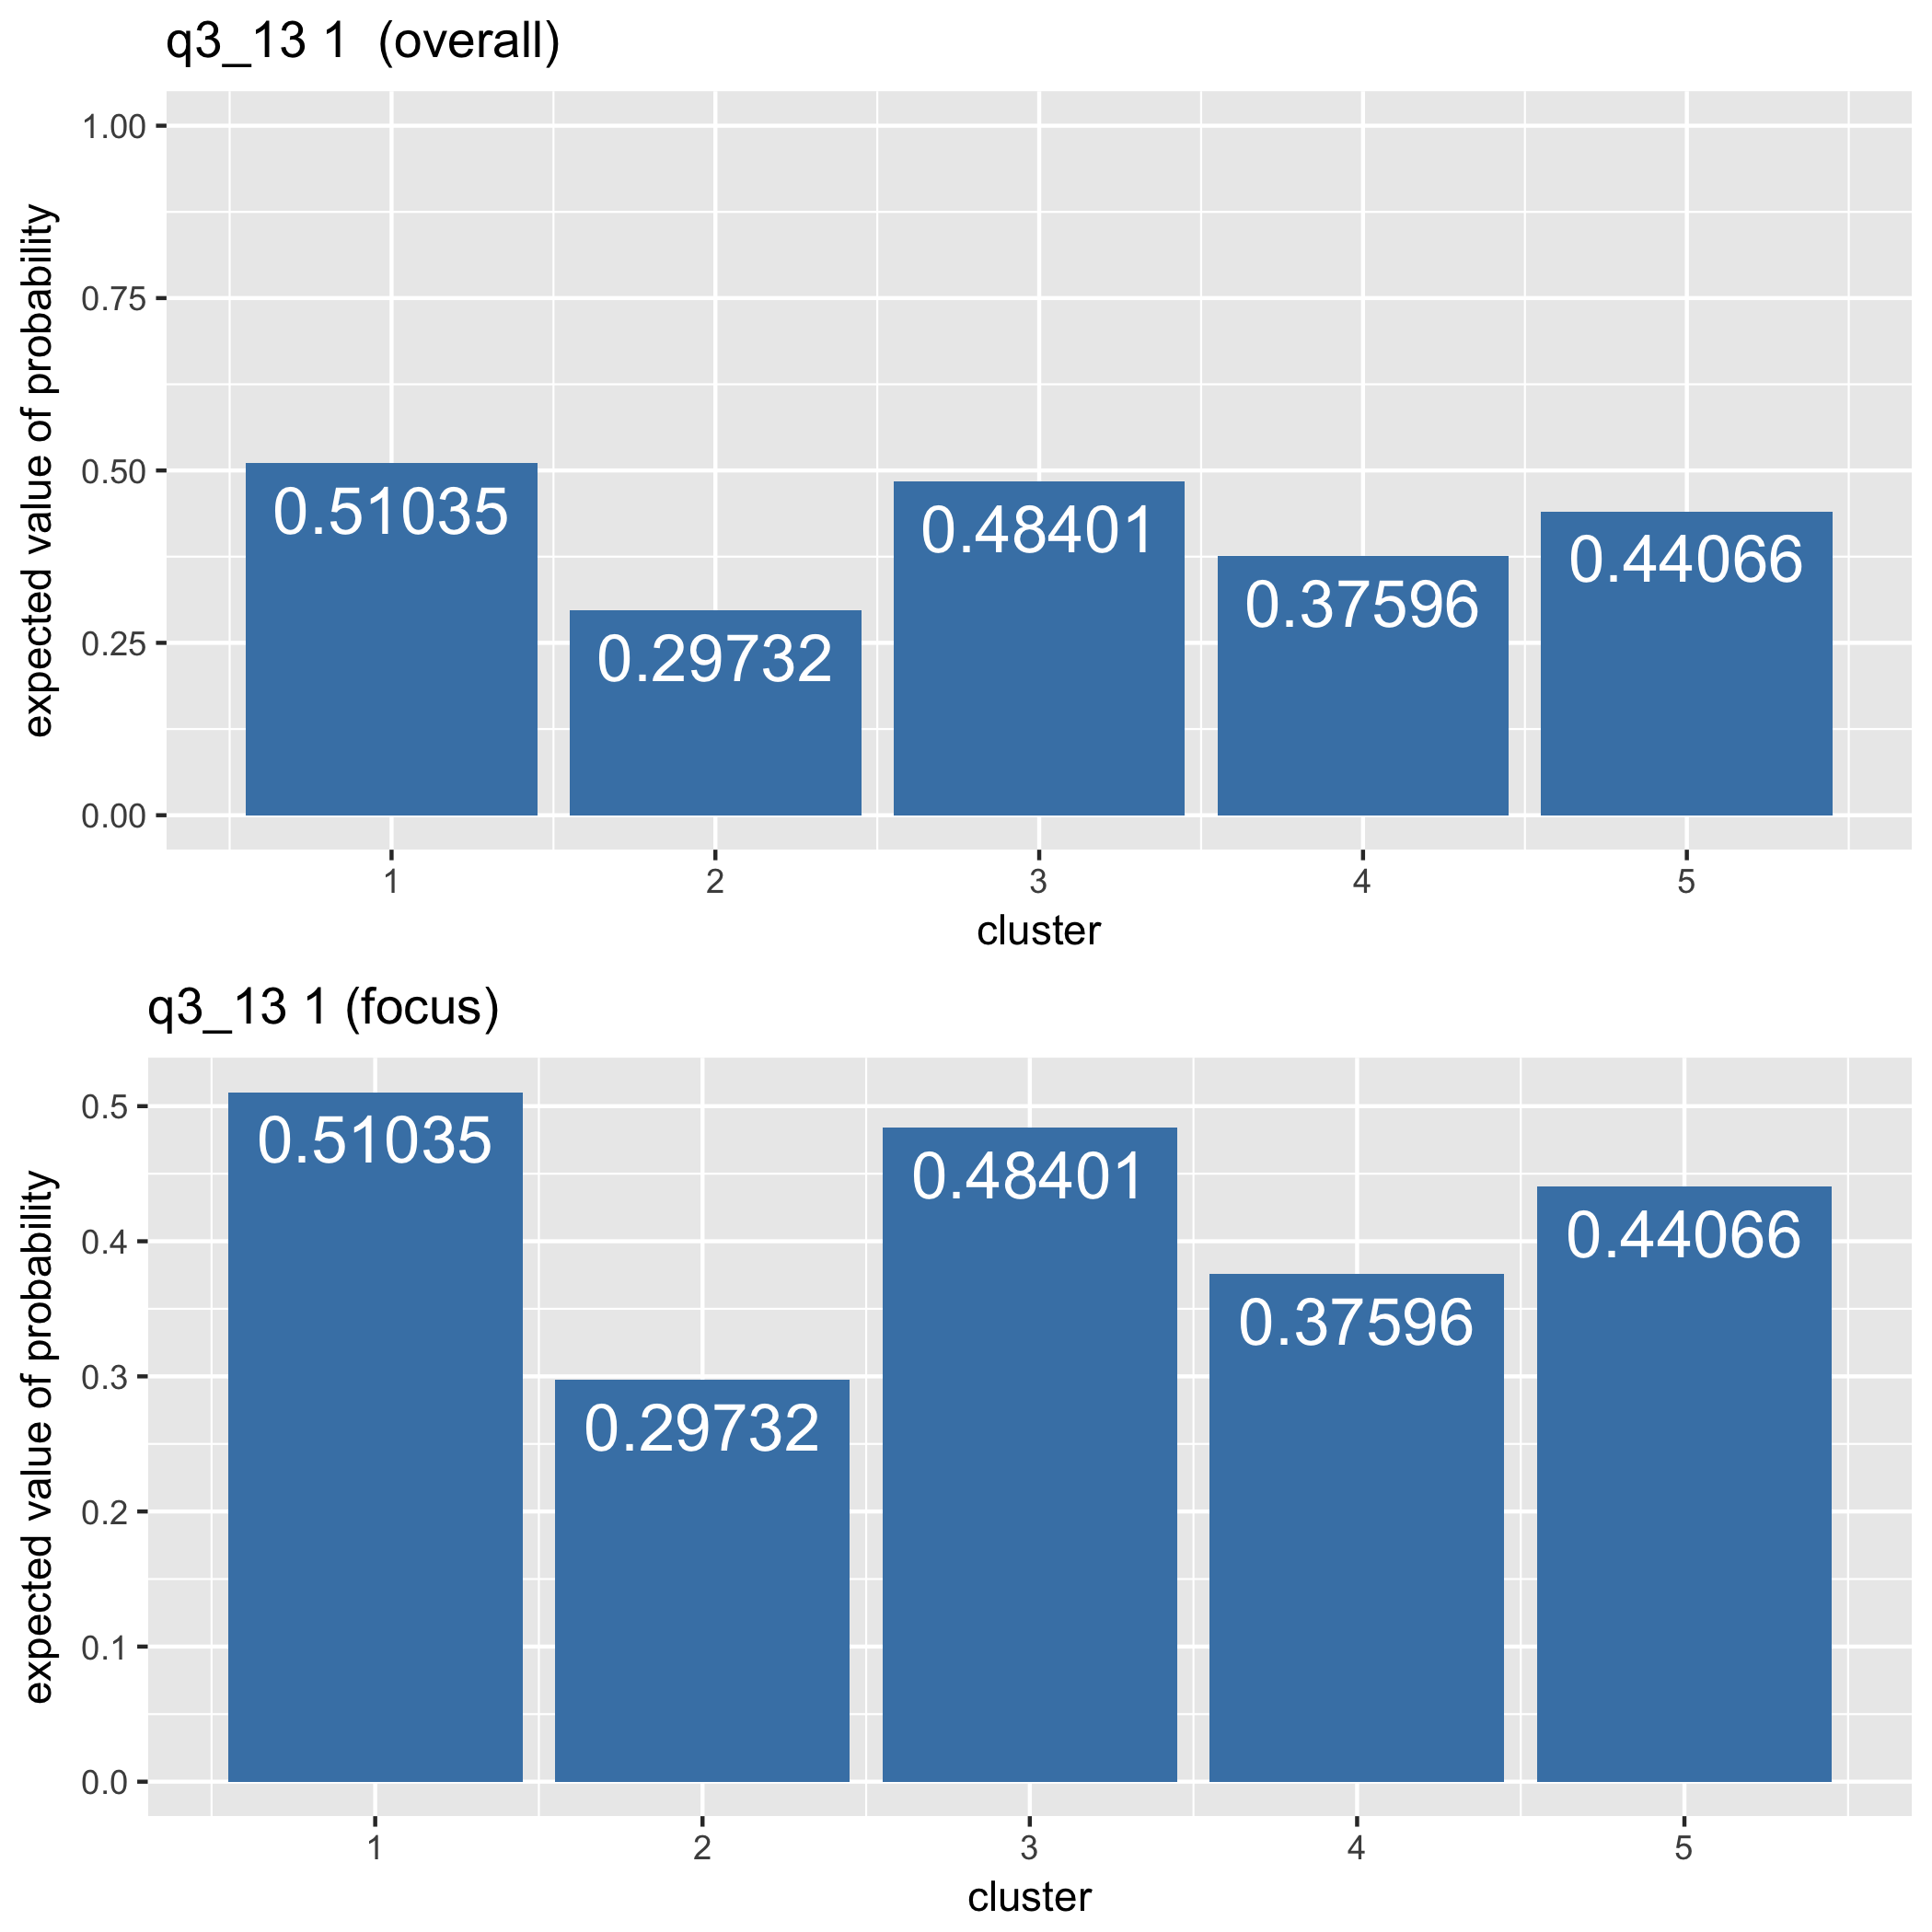 q3_13 1  (overall)
expected value of probability
1.00
0.75
0.50
0.25
0.00
0.51035
0.29732
0.48401
0.37596
0.44066
1 2 3 4 5
cluster
q3_13 1 (focus)
expected value of probability
0.5
0.4
0.3
0.2
0.1
0.0
0.51035
0.29732
0.48401
0.37596
0.44066
1 2 3 4 5
cluster